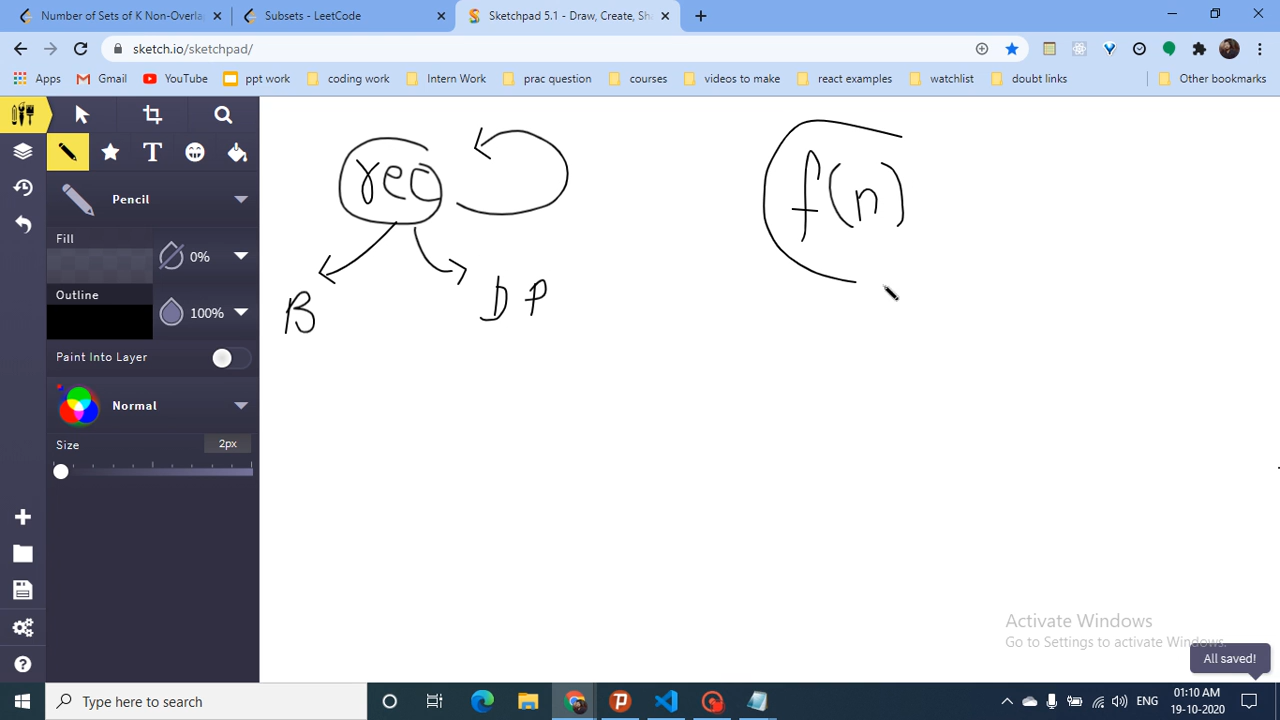 Number of Sets of K Non-Overla
Subsets - LeetCode
Sketchpad 5.1 - Draw, Create, Sh
sketch.io/sketchpad/
Apps
Gmail
YouTube
ppt work
coding work
Intern Work
prac question
courses
videos to make
react examples
watchlist
doubt links
Other bookmarks
Pencil
Fill
0%
Outline
100%
Paint Into Layer
Normal
Size
2px
rec
B
DP
f(n)
Activate Windows
Go to Settings to activate Windows.
All saved!
Type here to search
ENG
01:10 AM
19-10-2020